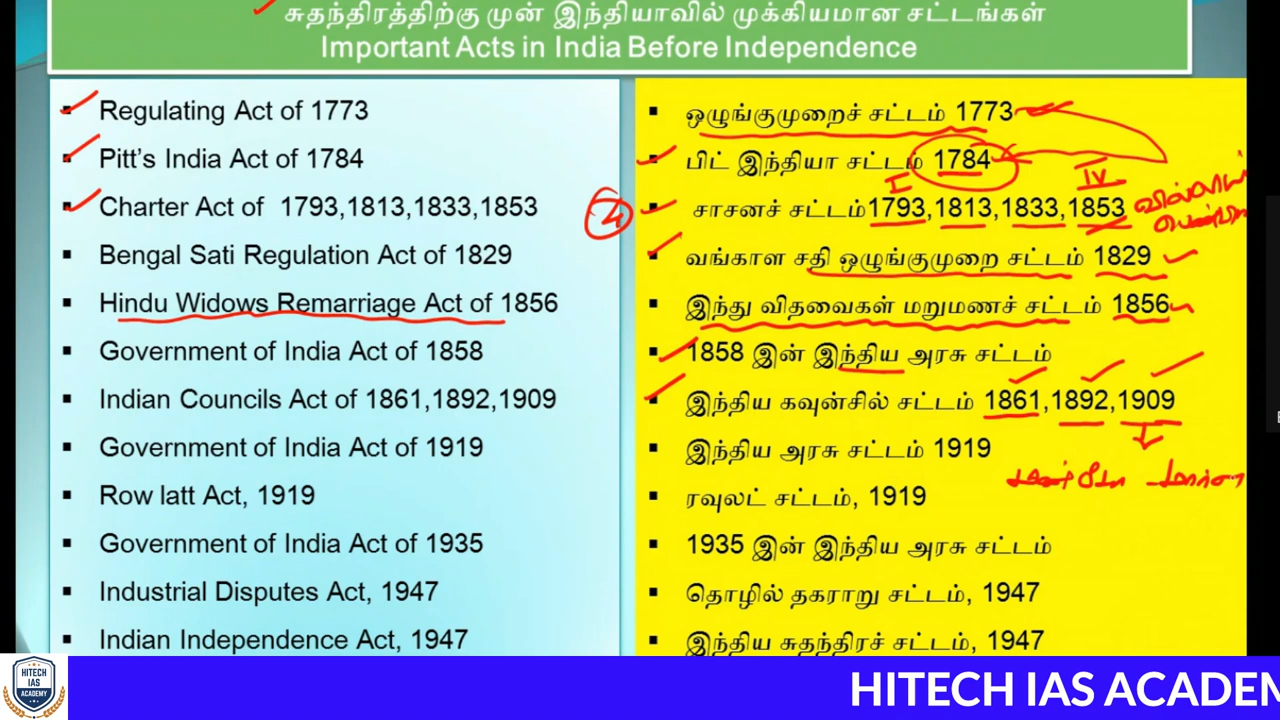 சுதந்திரத்திற்கு முன் இந்தியாவில் முக்கியமான சட்டங்கள்
Important Acts in India Before Independence
Regulating Act of 1773
Pitt's India Act of 1784
Charter Act of 1793,1813,1833,1853
Bengal Sati Regulation Act of 1829
Hindu Widows Remarriage Act of 1856
Government of India Act of 1858
Indian Councils Act of 1861,1892,1909
Government of India Act of 1919
Row latt Act, 1919
Government of India Act of 1935
Industrial Disputes Act, 1947
Indian Independence Act, 1947
ஒழுங்குமுறைச் சட்டம் 1773
பிட் இந்தியா சட்டம் 1784
I IV
4
சாசனச் சட்டம்1793,1813,1833,1853
வங்காள சதி ஒழுங்குமுறை சட்டம் 1829
இந்து விதவைகள் மறுமணச் சட்டம் 1856
1858 இன் இந்திய அரசு சட்டம்
இந்திய கவுன்சில் சட்டம் 1861,1892,1909
இந்திய அரசு சட்டம் 1919
ரவுலட் சட்டம், 1919
1935 இன் இந்திய அரசு சட்டம்
தொழில் தகராறு சட்டம், 1947
இந்திய சுதந்திரச் சட்டம், 1947
HITECH
IAS
ACADEMY
HITECH IAS ACADEM